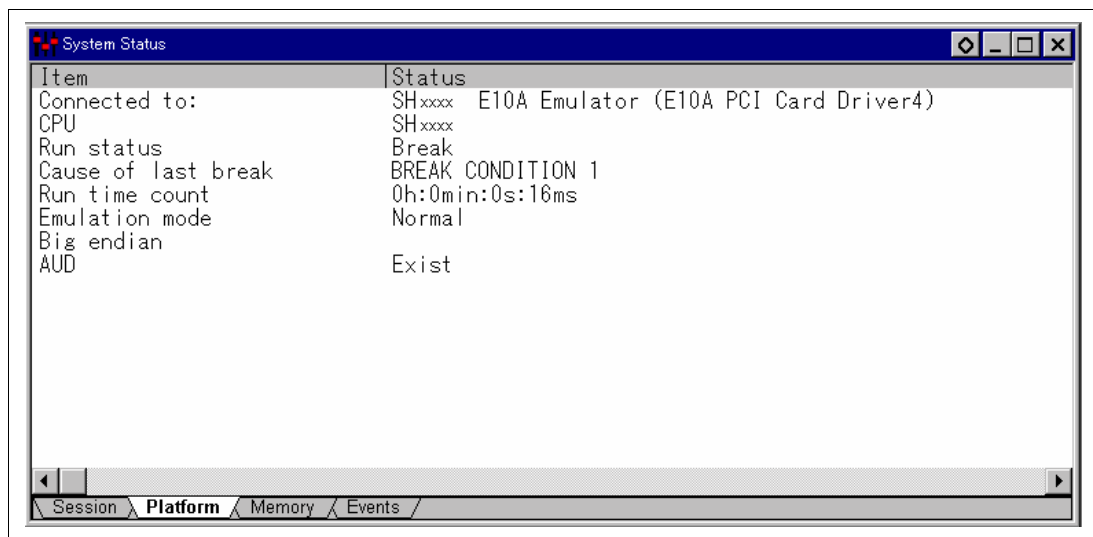 System Status
Item Status
Connected to: SHxxxx E10A Emulator (E10A PCI Card Driver4)
CPU SHxxxx
Run status Break
Cause of last break BREAK CONDITION 1
Run time count 0h:0min:0s:16ms
Emulation mode Normal
Big endian
AUD Exist
Session Platform Memory Events